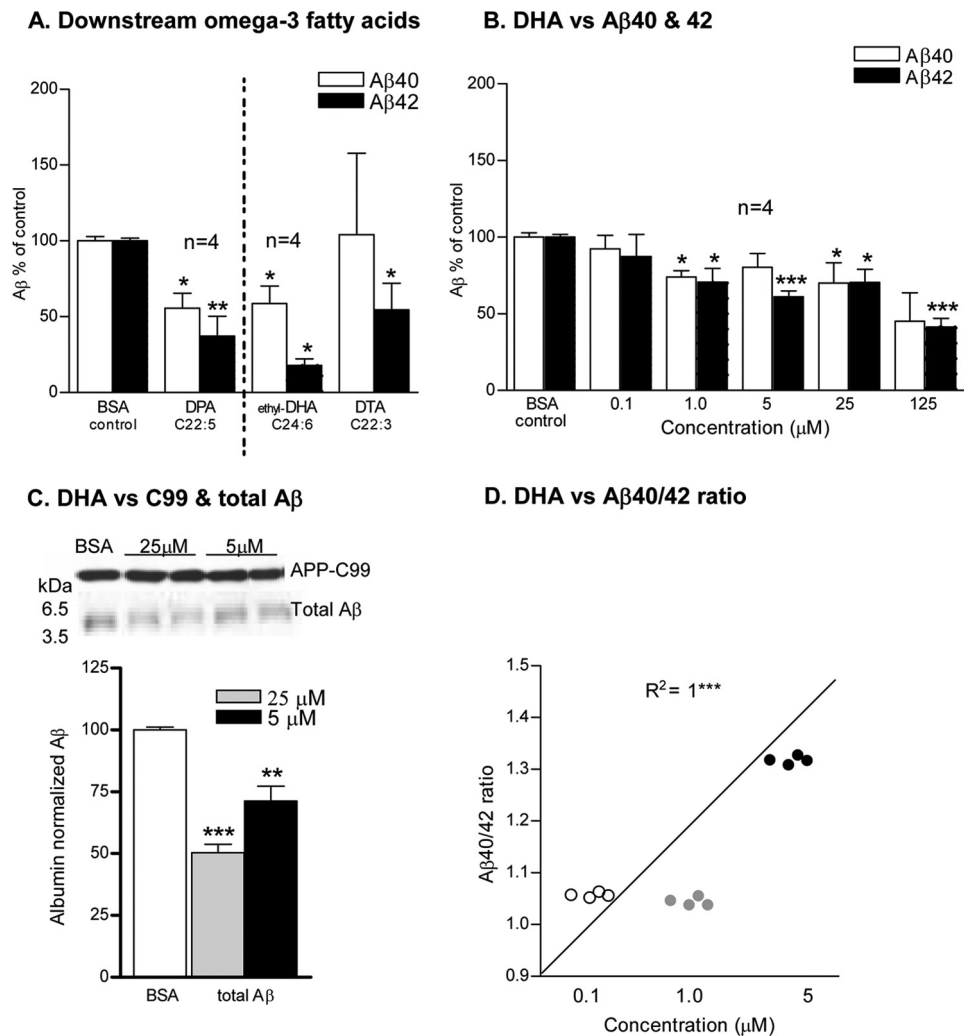 A. Downstream omega-3 fatty acids
Aβ40
Aβ42
200
150
100
50
0
Aβ % of control
n=4
n=4
*
**
*
*
*
BSA
control
DPA
C22:5
ethyl-DHA
C24:6
DTA
C22:3
B. DHA vs Aβ40 & 42
Aβ40
Aβ42
200
150
100
50
0
Aβ % of control
n=4
*
*
***
*
*
***
BSA
control
0.1
1.0
5
25
125
Concentration (μM)
C. DHA vs C99 & total Aβ
BSA 25μM 5μM
APP-C99
kDa
6.5
3.5
Total Aβ
125
100
75
50
25
0
Albumin normalized Aβ
25 μM
5 μM
***
**
BSA
total Aβ
D. DHA vs Aβ40/42 ratio
1.5
1.4
1.3
1.2
1.1
1.0
0.9
Aβ40/42 ratio
R² = 1***
0.1
1.0
5
Concentration (μM)